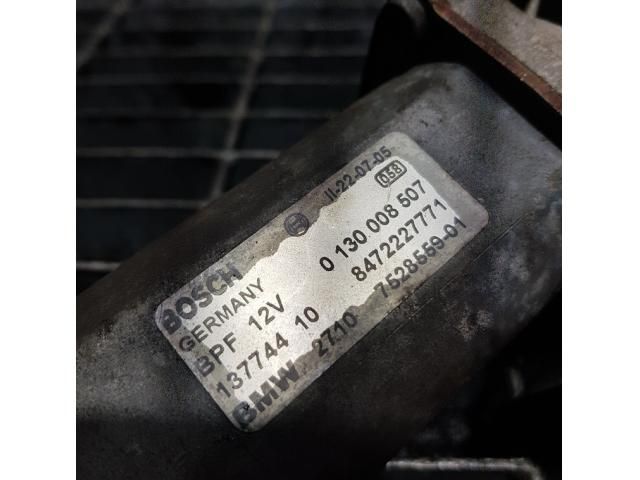 II-22-07-05
058
BOSCH 0 130 008 507
GERMANY
BPF 12V 8472227771
137744 10
BMW 2710 7528559-01